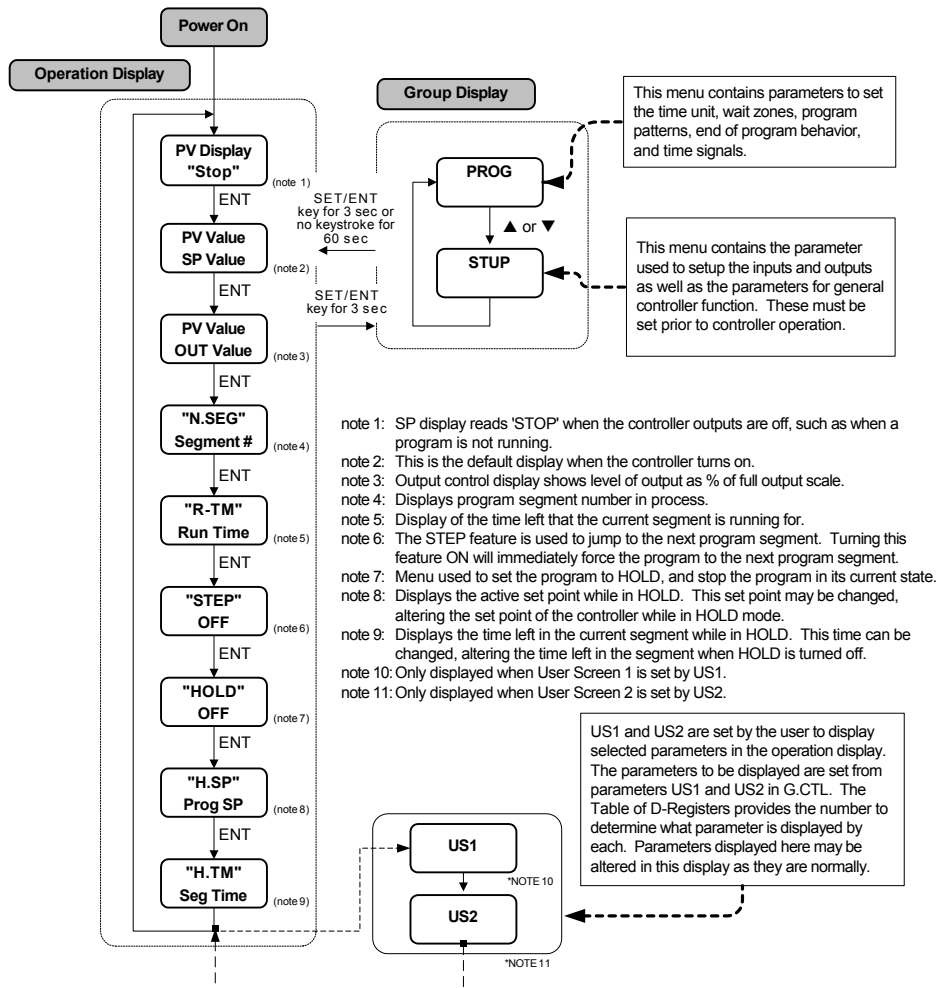 Power On
Operation Display
PV Display
"Stop"
(note 1)
ENT
PV Value
SP Value
(note 2)
ENT
PV Value
OUT Value
(note 3)
ENT
"N.SEG"
Segment #
(note 4)
ENT
"R-TM"
Run Time
(note 5)
ENT
"STEP"
OFF
(note 6)
ENT
"HOLD"
OFF
(note 7)
ENT
"H.SP"
Prog SP
(note 8)
ENT
"H.TM"
Seg Time
(note 9)
SET/ENT
key for 3 sec or
no keystroke for
60 sec
SET/ENT
key for 3 sec
Group Display
PROG
▲ or ▼
STUP
This menu contains parameters to set
the time unit, wait zones, program
patterns, end of program behavior,
and time signals.
This menu contains the parameter
used to setup the inputs and outputs
as well as the parameters for general
controller function. These must be
set prior to controller operation.
note 1: SP display reads 'STOP' when the controller outputs are off, such as when a
program is not running.
note 2: This is the default display when the controller turns on.
note 3: Output control display shows level of output as % of full output scale.
note 4: Displays program segment number in process.
note 5: Display of the time left that the current segment is running for.
note 6: The STEP feature is used to jump to the next program segment. Turning this
feature ON will immediately force the program to the next program segment.
note 7: Menu used to set the program to HOLD, and stop the program in its current state.
note 8: Displays the active set point while in HOLD. This set point may be changed,
altering the set point of the controller while in HOLD mode.
note 9: Displays the time left in the current segment while in HOLD. This time can be
changed, altering the time left in the segment when HOLD is turned off.
note 10: Only displayed when User Screen 1 is set by US1.
note 11: Only displayed when User Screen 2 is set by US2.
US1
*NOTE 10
US2
*NOTE 11
US1 and US2 are set by the user to display
selected parameters in the operation display.
The parameters to be displayed are set from
parameters US1 and US2 in G.CTL. The
Table of D-Registers provides the number to
determine what parameter is displayed by
each. Parameters displayed here may be
altered in this display as they are normally.